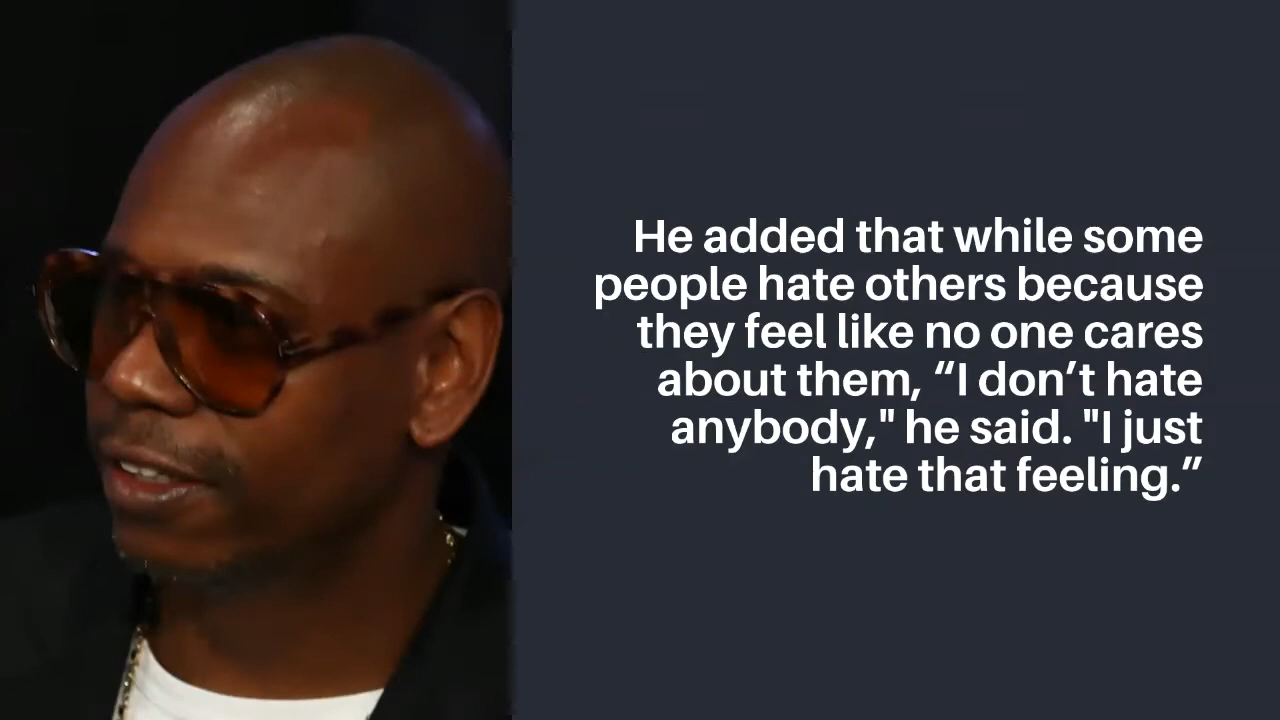 He added that while some
people hate others because
they feel like no one cares
about them, “I don’t hate
anybody," he said. "I just
hate that feeling.”